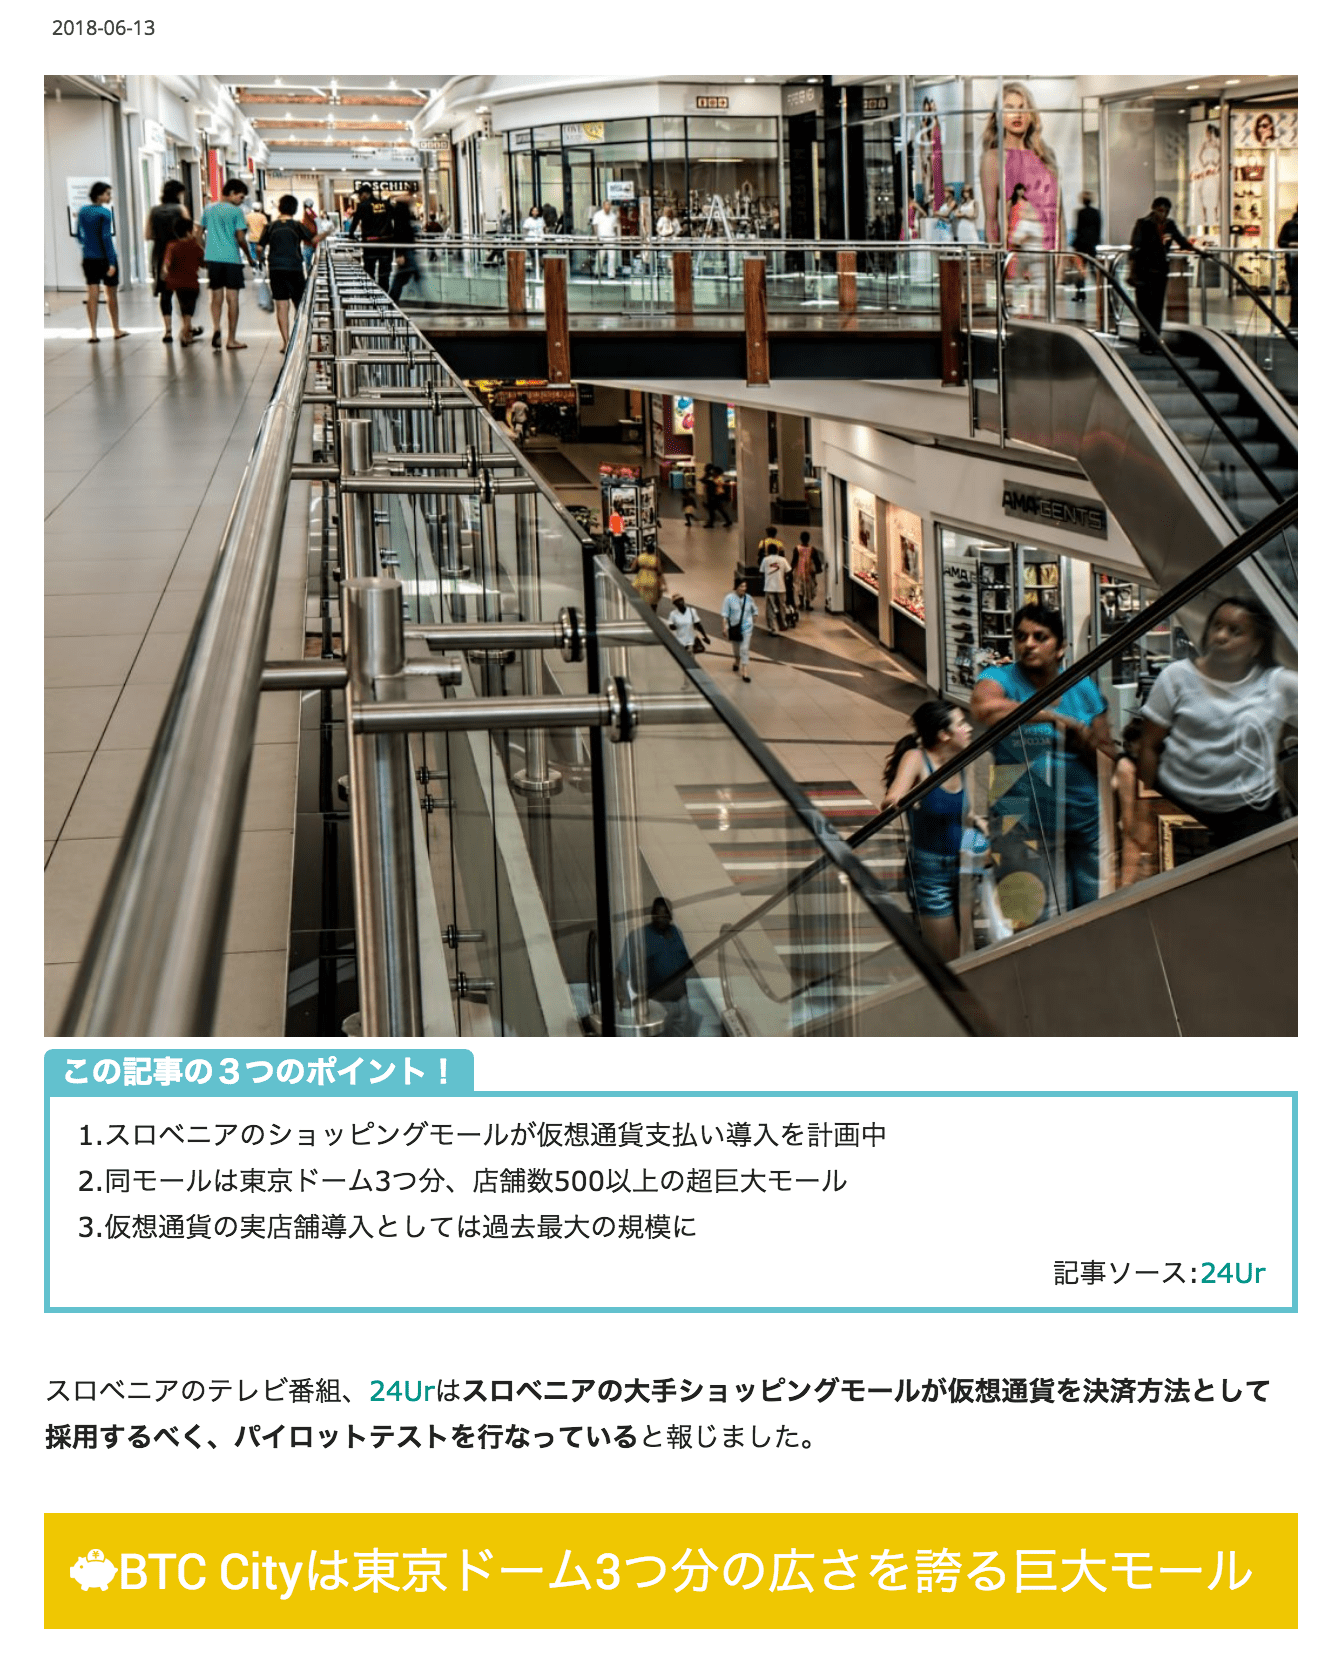 2018-06-13
FOSCHINI
AMA GENTS
AMA
この記事の３つのポイント！
1.スロベニアのショッピングモールが仮想通貨支払い導入を計画中
2.同モールは東京ドーム3つ分、店舗数500以上の超巨大モール
3.仮想通貨の実店舗導入としては過去最大の規模に
記事ソース:24Ur
スロベニアのテレビ番組、24Urはスロベニアの大手ショッピングモールが仮想通貨を決済方法として
採用するべく、パイロットテストを行なっていると報じました。
BTC Cityは東京ドーム3つ分の広さを誇る巨大モール